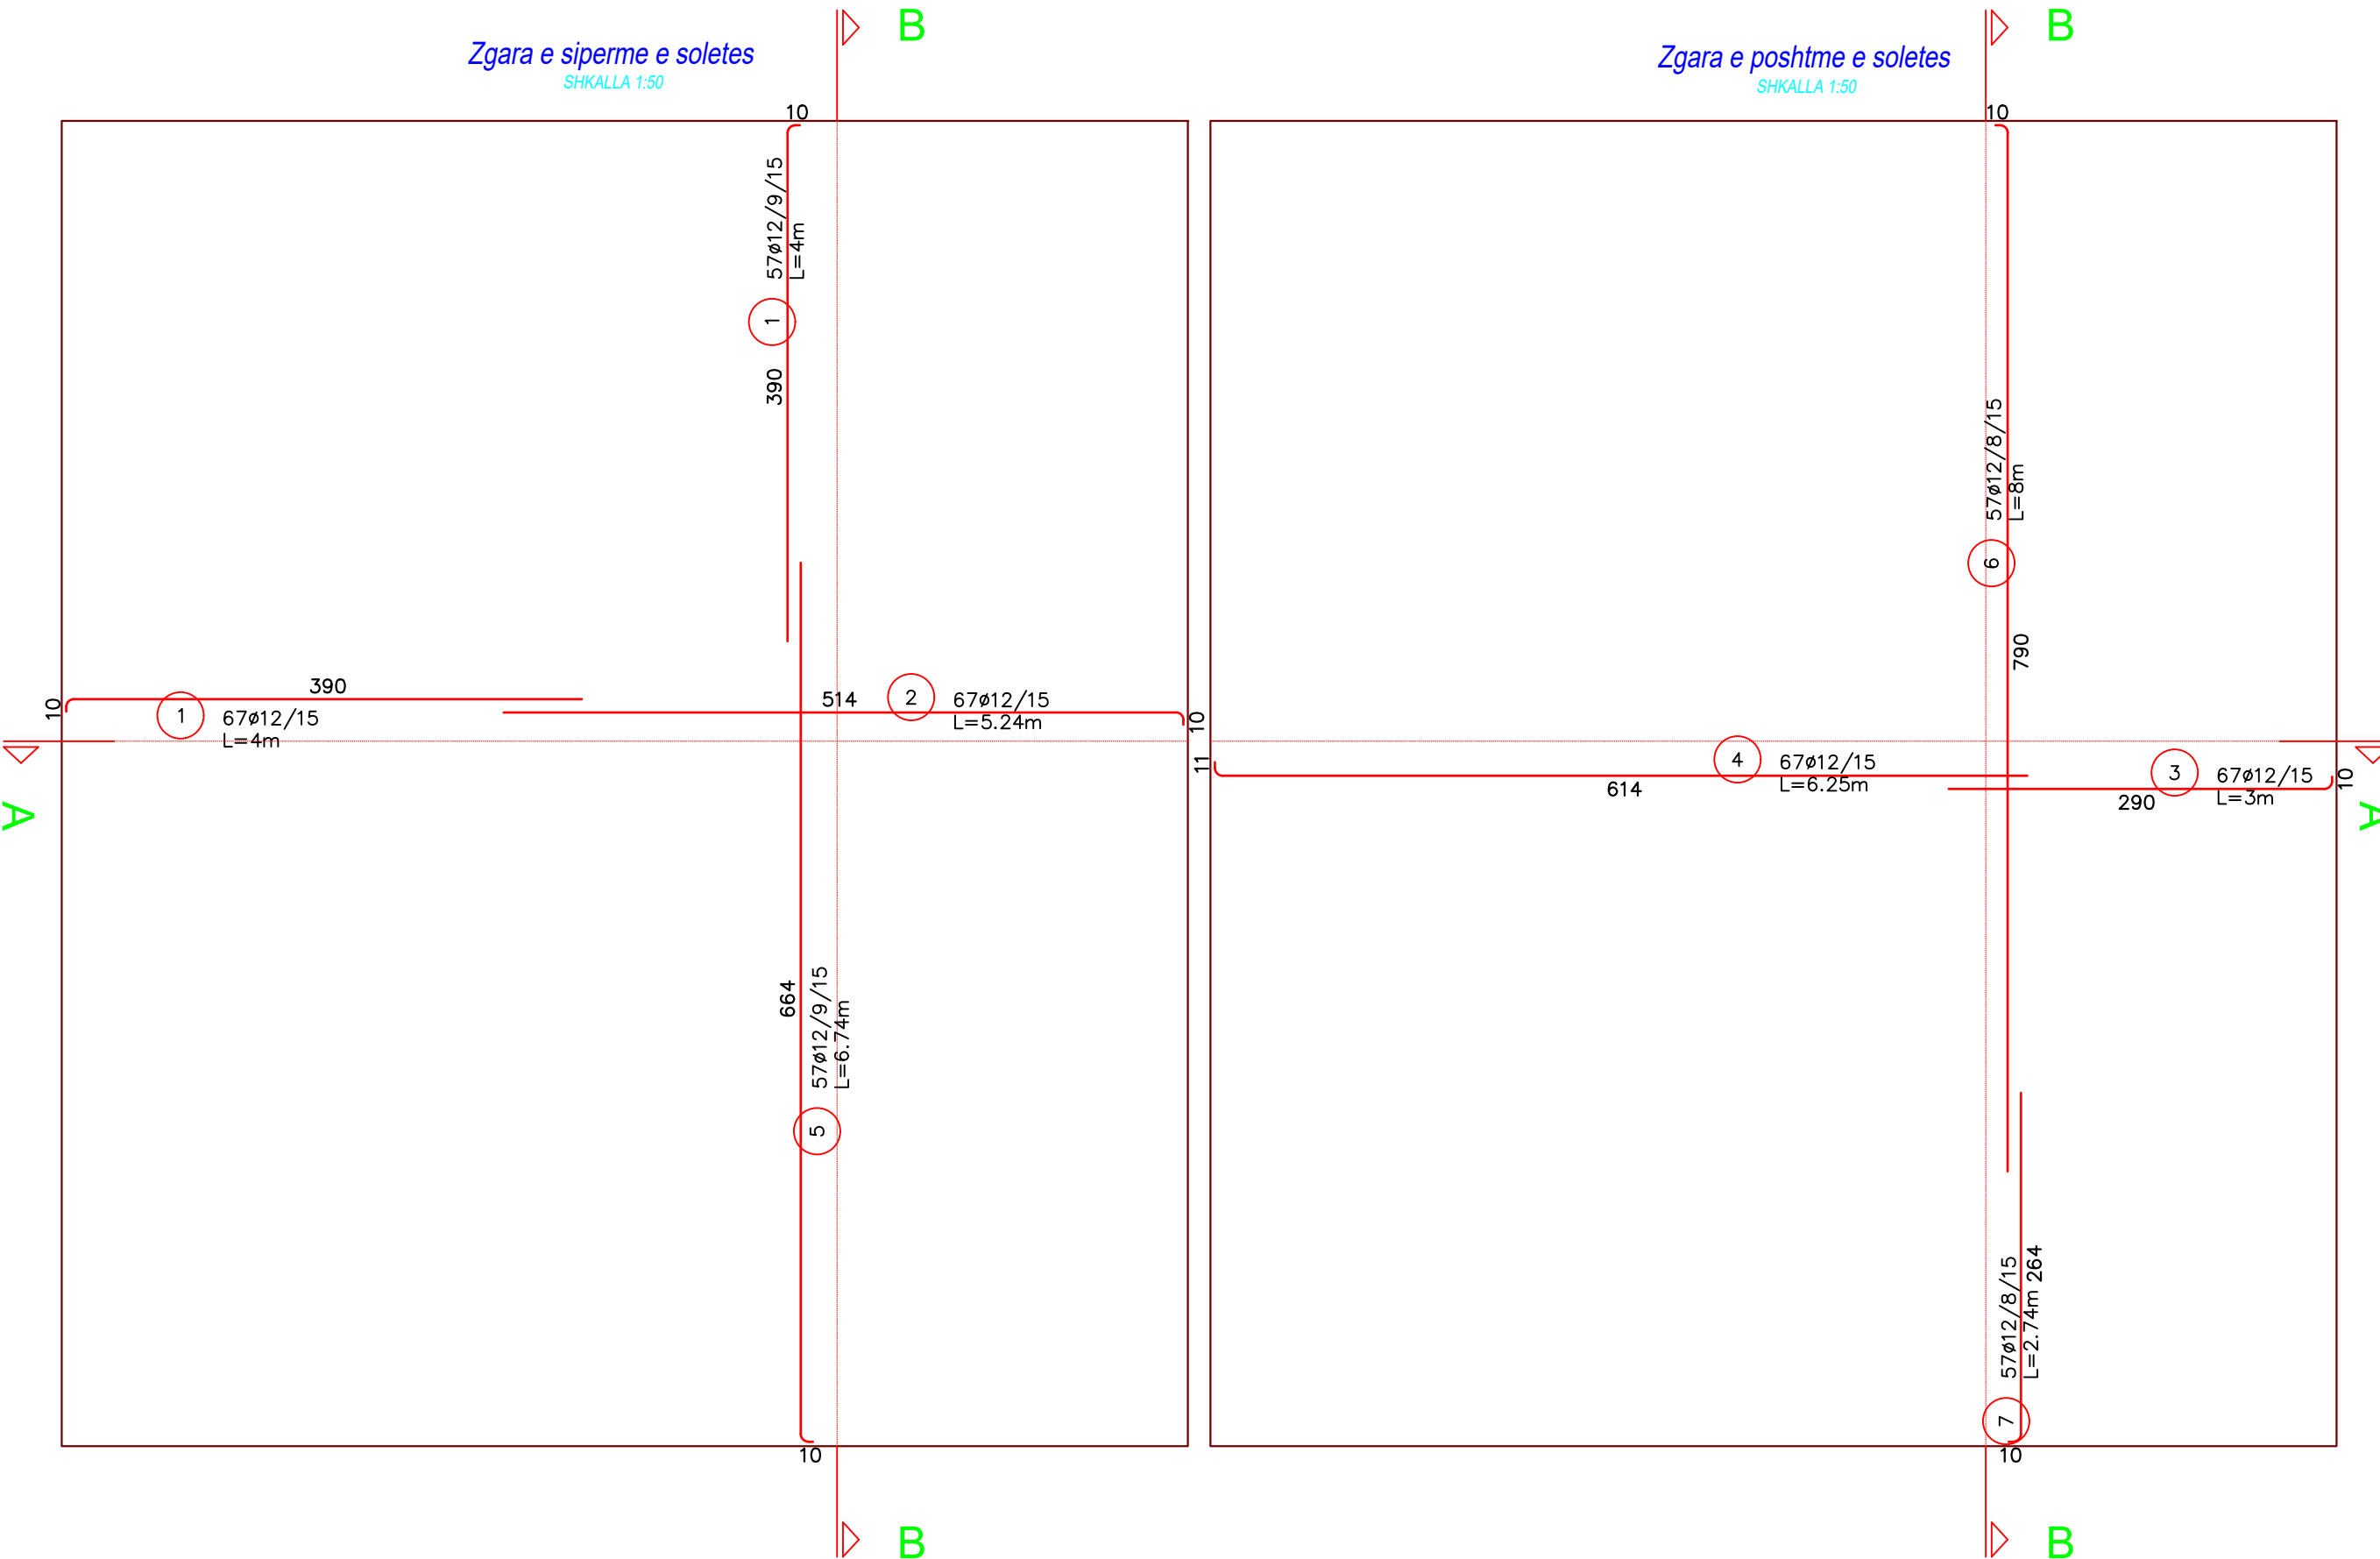 B
B
Zgara e siperme e soletes
SHKALLA 1:50
Zgara e poshtme e soletes
SHKALLA 1:50
10
57ø12/9/15
L=4m
1
390
390
10
1
67ø12/15
L=4m
514
2
67ø12/15
L=5.24m
10
664
57ø12/9/15
L=6.74m
5
10
A
B
10
57ø12/8/15
L=8m
6
790
11
4
67ø12/15
L=6.25m
614
3
67ø12/15
L=3m
290
10
A
57ø12/8/15
L=2.74m
264
7
10
B